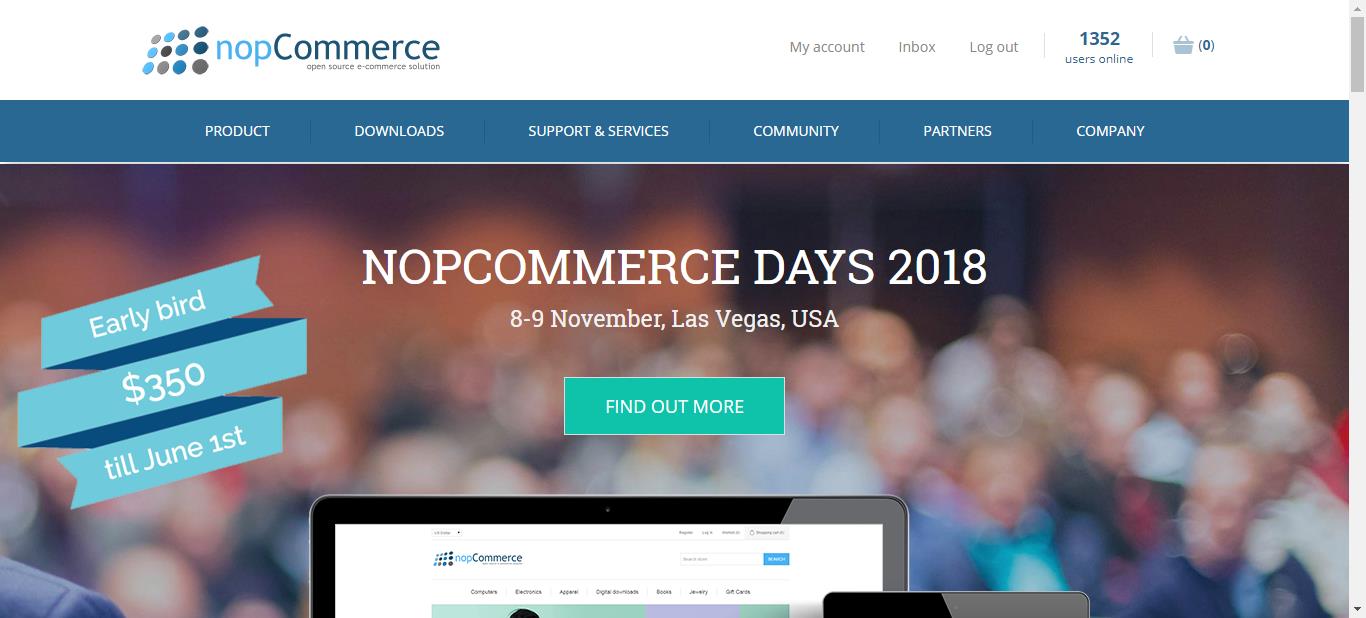 nopCommerce
open source e-commerce solution
My account
Inbox
Log out
1352
users online
(0)
PRODUCT
DOWNLOADS
SUPPORT & SERVICES
COMMUNITY
PARTNERS
COMPANY
NOPCOMMERCE DAYS 2018
8-9 November, Las Vegas, USA
Early bird
$350
till June 1st
FIND OUT MORE
US Dollar
Register
Log in
Wishlist (0)
Shopping cart (0)
nopCommerce
Search store
SEARCH
Computers
Electronics
Apparel
Digital downloads
Books
Jewelry
Gift Cards